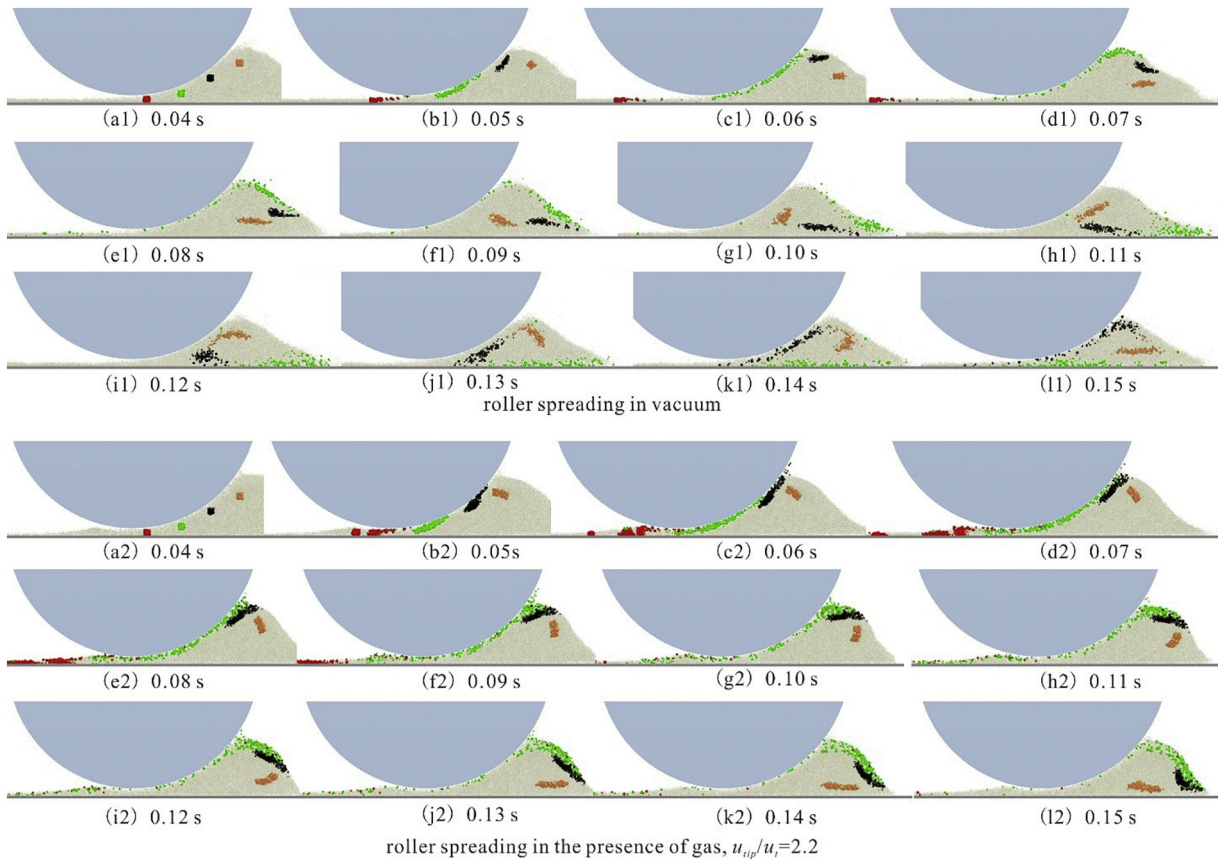 (a1) 0.04 s (b1) 0.05 s (c1) 0.06 s (d1) 0.07 s
(e1) 0.08 s (f1) 0.09 s (g1) 0.10 s (h1) 0.11 s
(i1) 0.12 s (j1) 0.13 s (k1) 0.14 s (l1) 0.15 s
roller spreading in vacuum
(a2) 0.04 s (b2) 0.05s (c2) 0.06 s (d2) 0.07 s
(e2) 0.08 s (f2) 0.09 s (g2) 0.10 s (h2) 0.11 s
(i2) 0.12 s (j2) 0.13 s (k2) 0.14 s (l2) 0.15 s
roller spreading in the presence of gas, u_tip/u_t=2.2